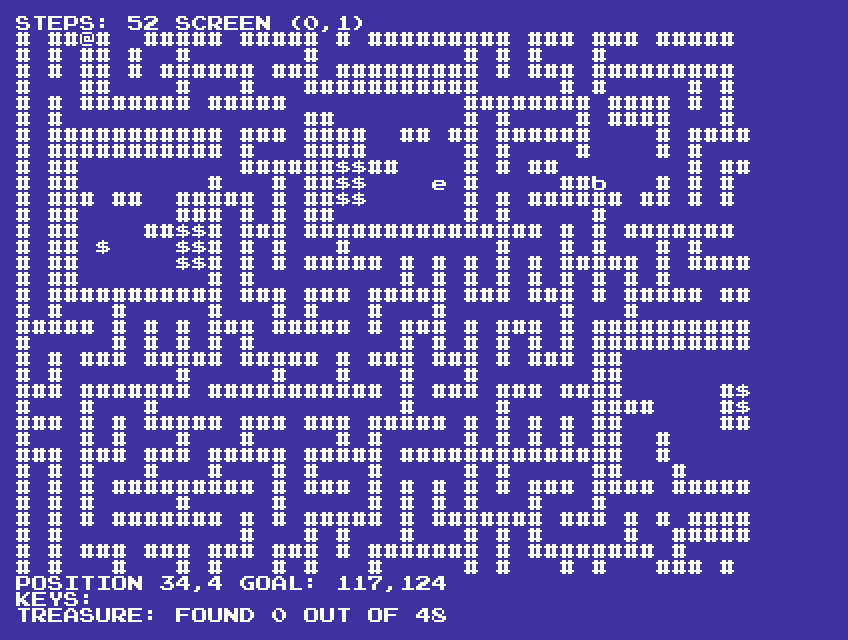 STEPS: 52 SCREEN (0,1)
POSITION 34,4 GOAL: 117,124
KEYS:
TREASURE: FOUND 0 OUT OF 48